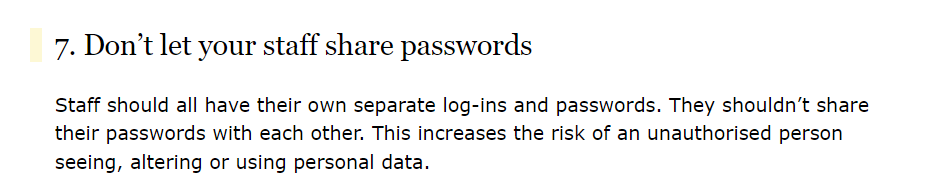 7. Don’t let your staff share passwords
Staff should all have their own separate log-ins and passwords. They shouldn’t share
their passwords with each other. This increases the risk of an unauthorised person
seeing, altering or using personal data.